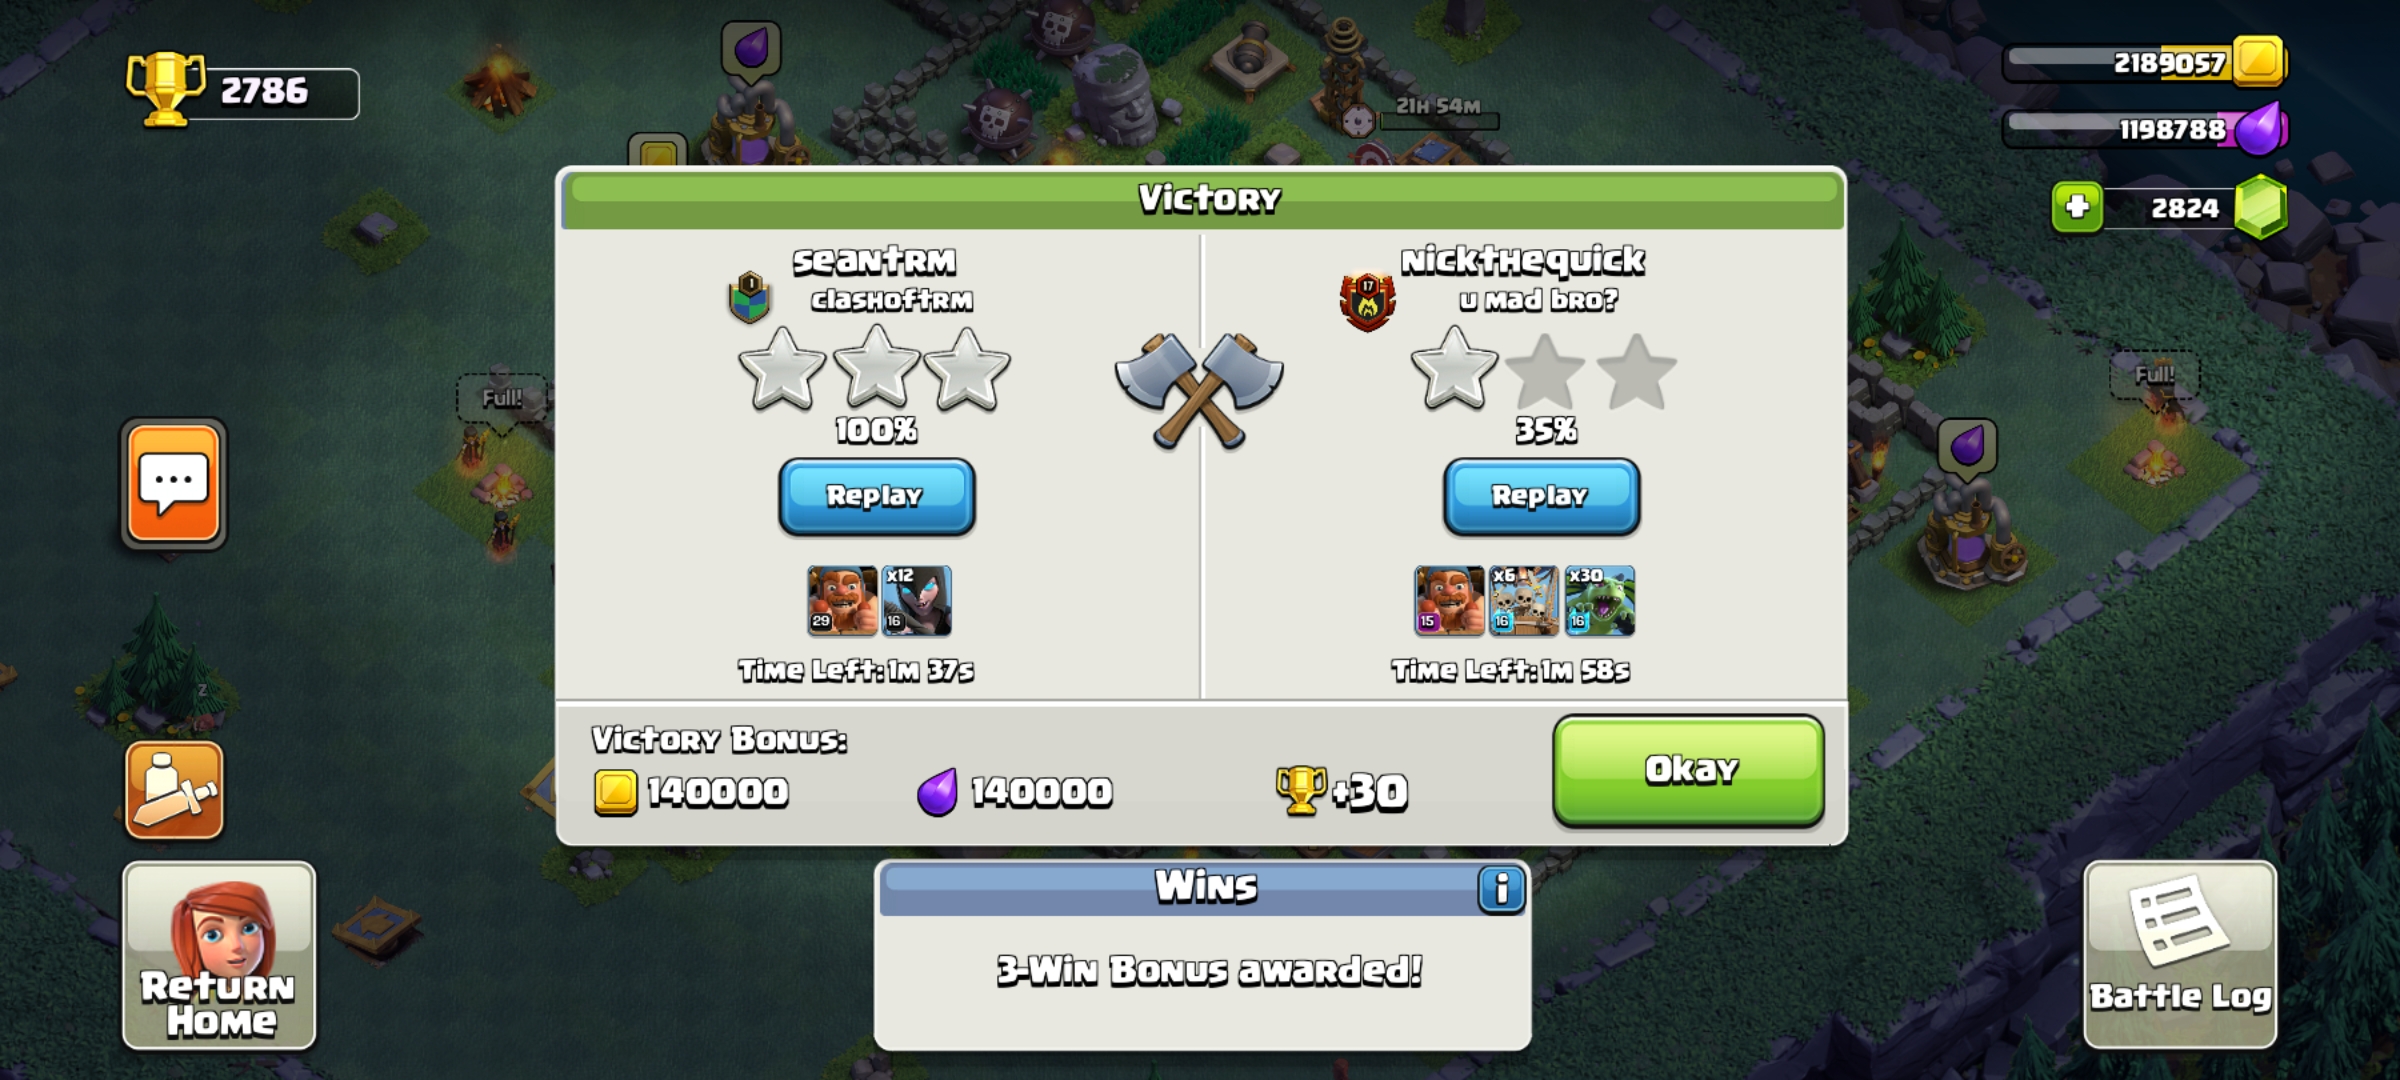 2786
21H 54M
2189057
1198788
2824
Victory
seantrm
clashoftrm
1
100%
Replay
29
x12
16
Time Left: 1m 37s
Nickthequick
u mad bro?
17
35%
Replay
15
x6
16
x30
16
Time Left: 1m 58s
Full!
Full!
z
Victory Bonus:
140000
140000
+30
Okay
Wins
i
3-Win Bonus awarded!
Return
Home
Battle Log